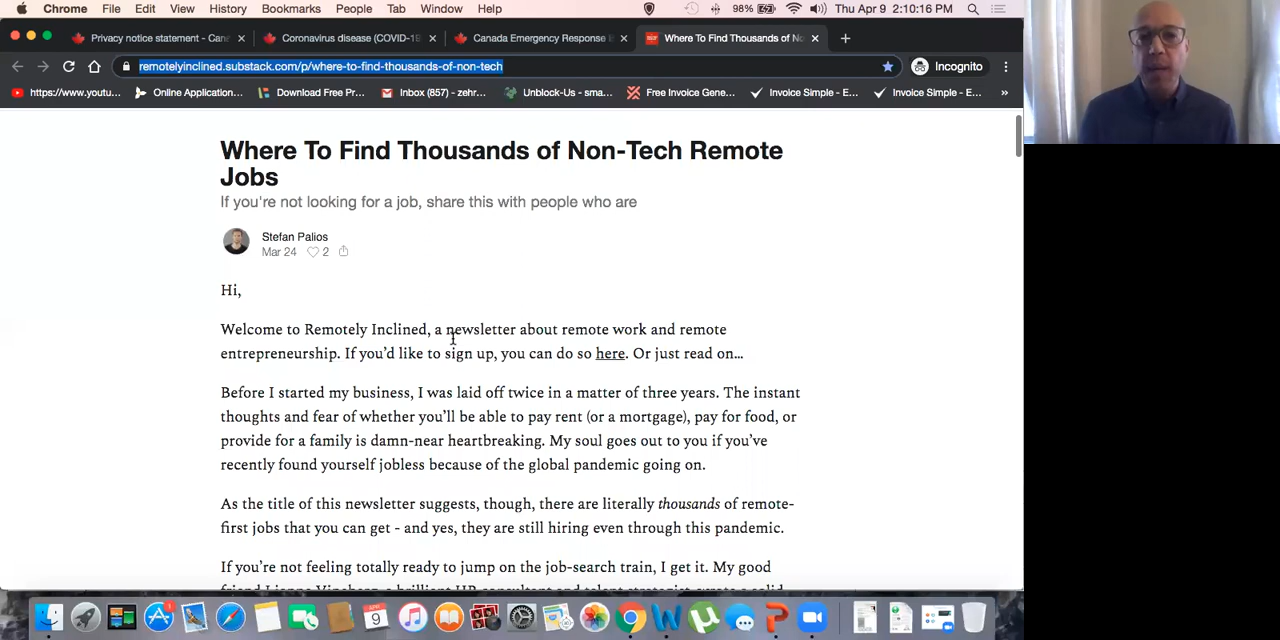 Chrome File Edit View History Bookmarks People Tab Window Help 98% Thu Apr 9 2:10:16 PM
Privacy notice statement - Can Coronavirus disease (COVID-19 Canada Emergency Response Where To Find Thousands of No
remotelyinclined.substack.com/p/where-to-find-thousands-of-non-tech Incognito
https://www.youtu... Online Application... Download Free Pr... Inbox (857) - zehr... Unblock-Us - sma... Free Invoice Gene... Invoice Simple - E... Invoice Simple - E... »
Where To Find Thousands of Non-Tech Remote
Jobs
If you're not looking for a job, share this with people who are
Stefan Palios
Mar 24 2
Hi,
Welcome to Remotely Inclined, a newsletter about remote work and remote
entrepreneurship. If you'd like to sign up, you can do so here. Or just read on…
Before I started my business, I was laid off twice in a matter of three years. The instant
thoughts and fear of whether you'll be able to pay rent (or a mortgage), pay for food, or
provide for a family is damn-near heartbreaking. My soul goes out to you if you've
recently found yourself jobless because of the global pandemic going on.
As the title of this newsletter suggests, though, there are literally thousands of remote-
first jobs that you can get - and yes, they are still hiring even through this pandemic.
If you're not feeling totally ready to jump on the job-search train, I get it. My good
APR
9